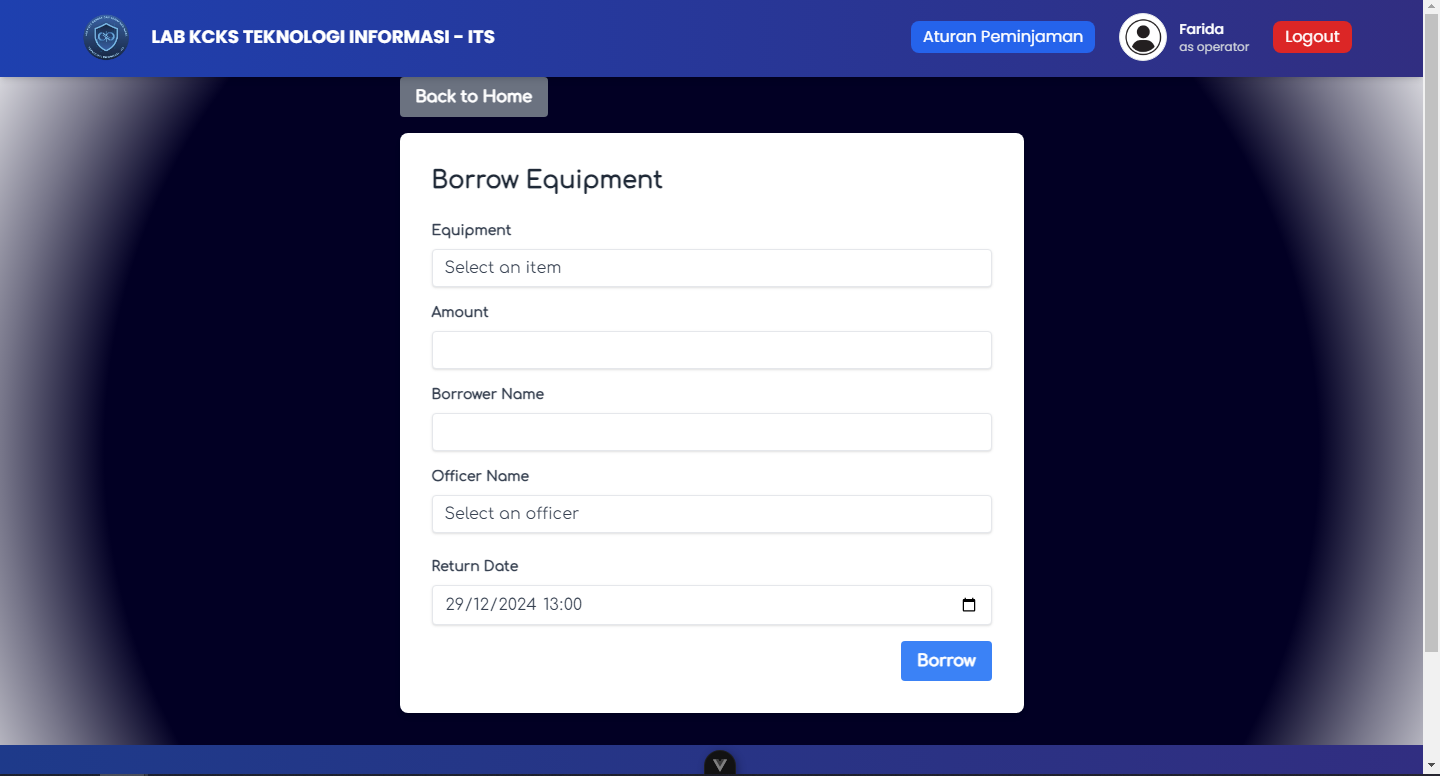 LAB KCKS TEKNOLOGI INFORMASI - ITS
Aturan Peminjaman
Farida
as operator
Logout
Back to Home
Borrow Equipment
Equipment
Select an item
Amount
Borrower Name
Officer Name
Select an officer
Return Date
29/12/2024 13:00
Borrow